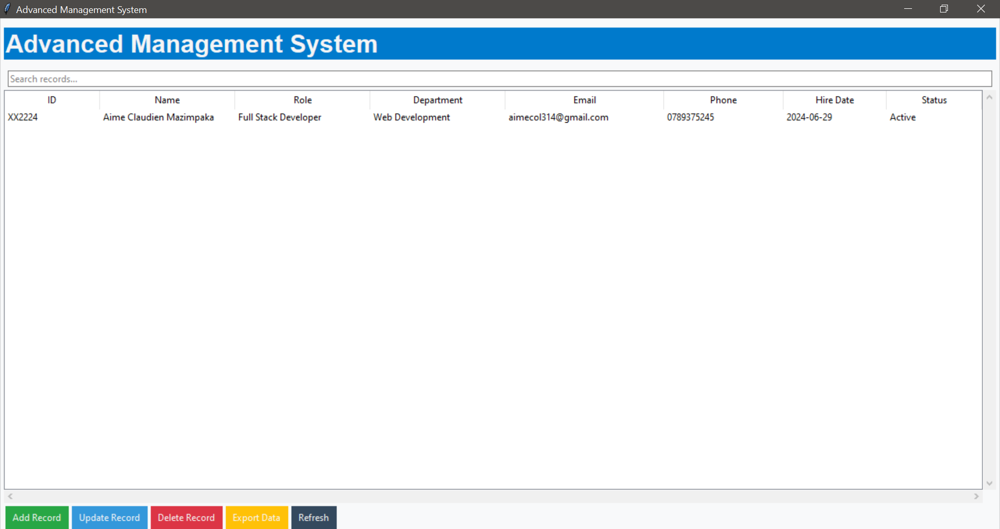 Advanced Management System
Advanced Management System
Search records...
ID Name Role Department Email Phone Hire Date Status
XX2224 Aime Claudien Mazimpaka Full Stack Developer Web Development aimecol314@gmail.com 0789375245 2024-06-29 Active
Add Record Update Record Delete Record Export Data Refresh